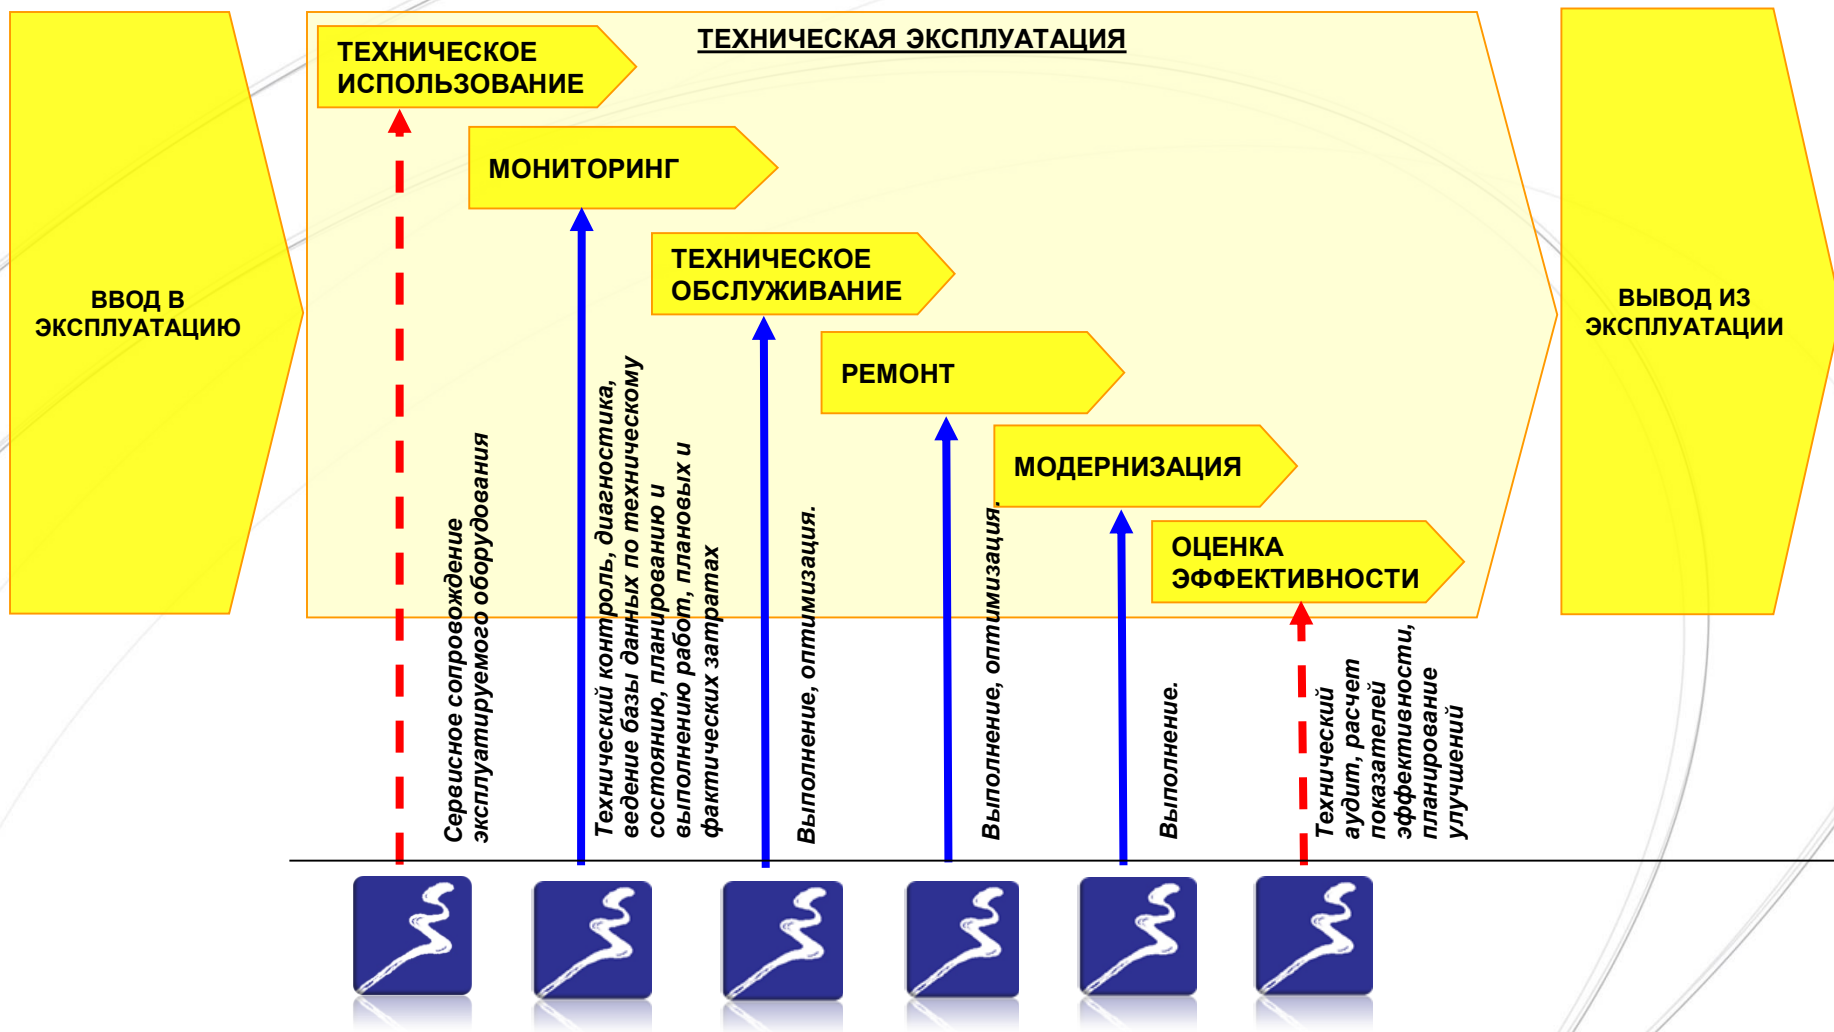 ТЕХНИЧЕСКАЯ ЭКСПЛУАТАЦИЯ
ВВОД В
ЭКСПЛУАТАЦИЮ
ТЕХНИЧЕСКОЕ
ИСПОЛЬЗОВАНИЕ
МОНИТОРИНГ
ТЕХНИЧЕСКОЕ
ОБСЛУЖИВАНИЕ
РЕМОНТ
МОДЕРНИЗАЦИЯ
ОЦЕНКА
ЭФФЕКТИВНОСТИ
ВЫВОД ИЗ
ЭКСПЛУАТАЦИИ
Сервисное сопровождение
эксплуатируемого оборудования
Технический контроль, диагностика,
ведение базы данных по техническому
состоянию, планированию и
выполнению работ, плановых и
фактических затратах
Выполнение, оптимизация.
Выполнение, оптимизация.
Выполнение.
Технический
аудит, расчет
показателей
эффективности,
планирование
улучшений